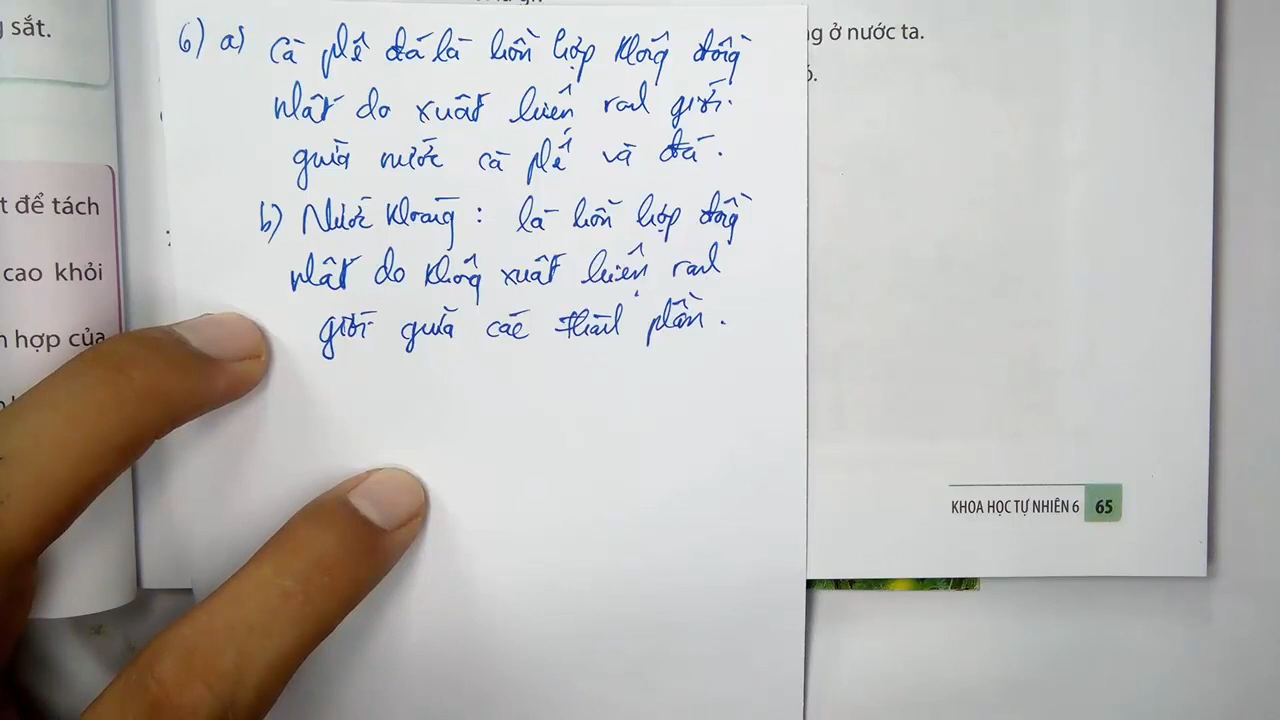 g sắt.
t để tách
cao khỏi
n hợp của
g ở nước ta.
6) a) Cà phê đá là hỗn hợp không đồng
nhất do xuất hiện ranh giới
giữa nước cà phê và đá.
b) Nước khoáng: là hỗn hợp đồng
nhất do không xuất hiện ranh
giới giữa các thành phần.
KHOA HỌC TỰ NHIÊN 6 65